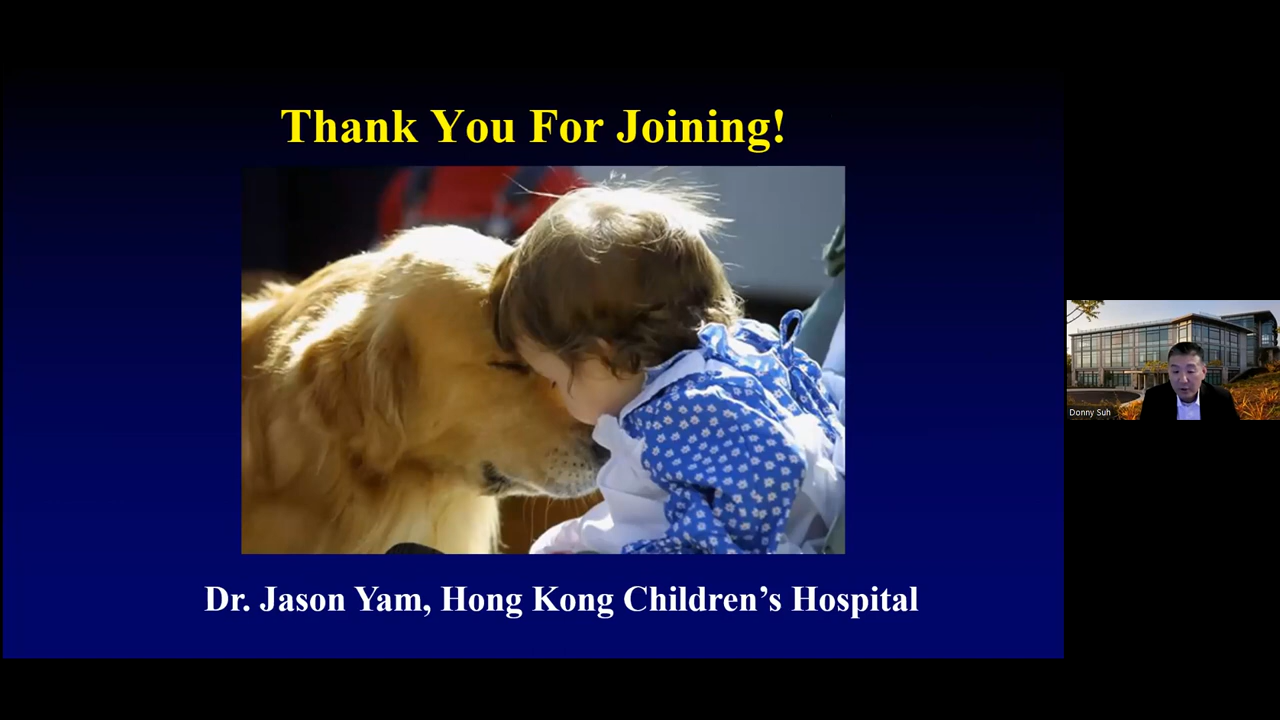 Thank You For Joining!
Dr. Jason Yam, Hong Kong Children’s Hospital
Donny Suh